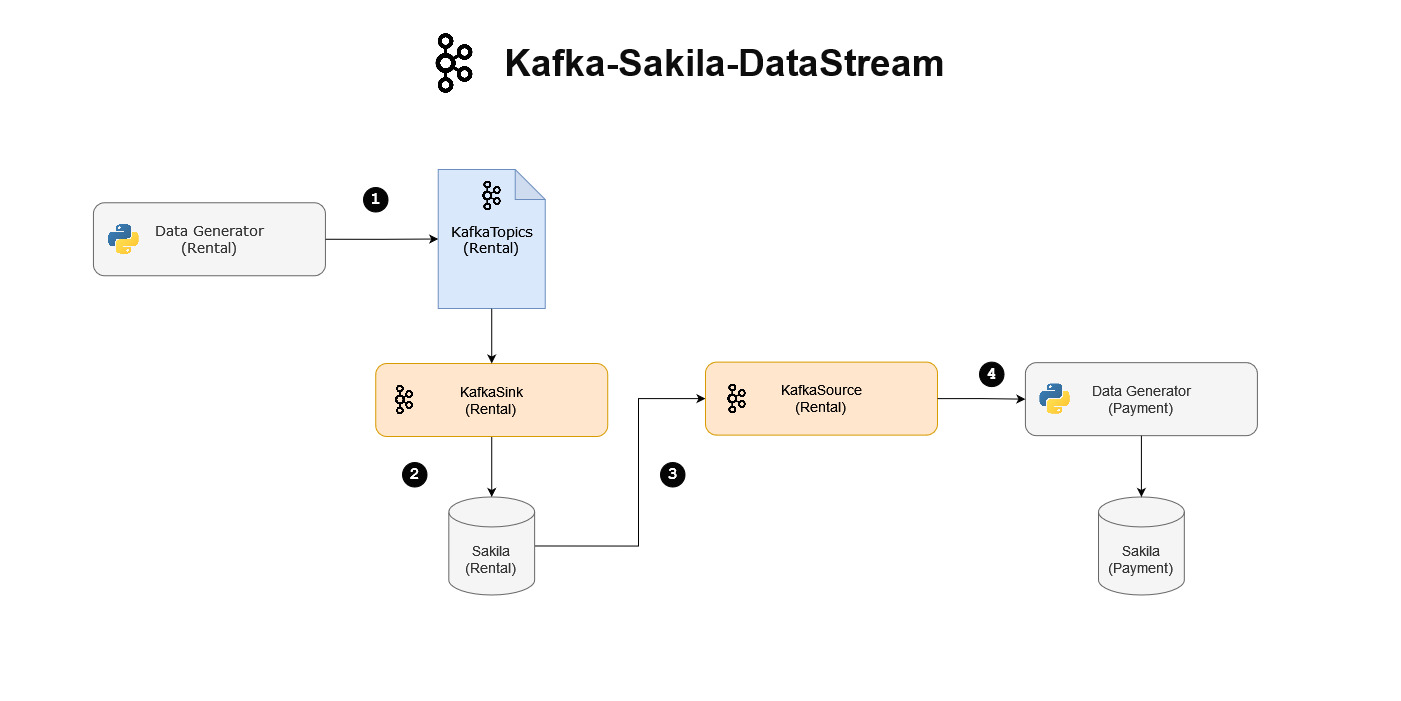 Kafka-Sakila-DataStream
1
Data Generator
(Rental)
KafkaTopics
(Rental)
KafkaSink
(Rental)
KafkaSource
(Rental)
4
Data Generator
(Payment)
2
3
Sakila
(Rental)
Sakila
(Payment)